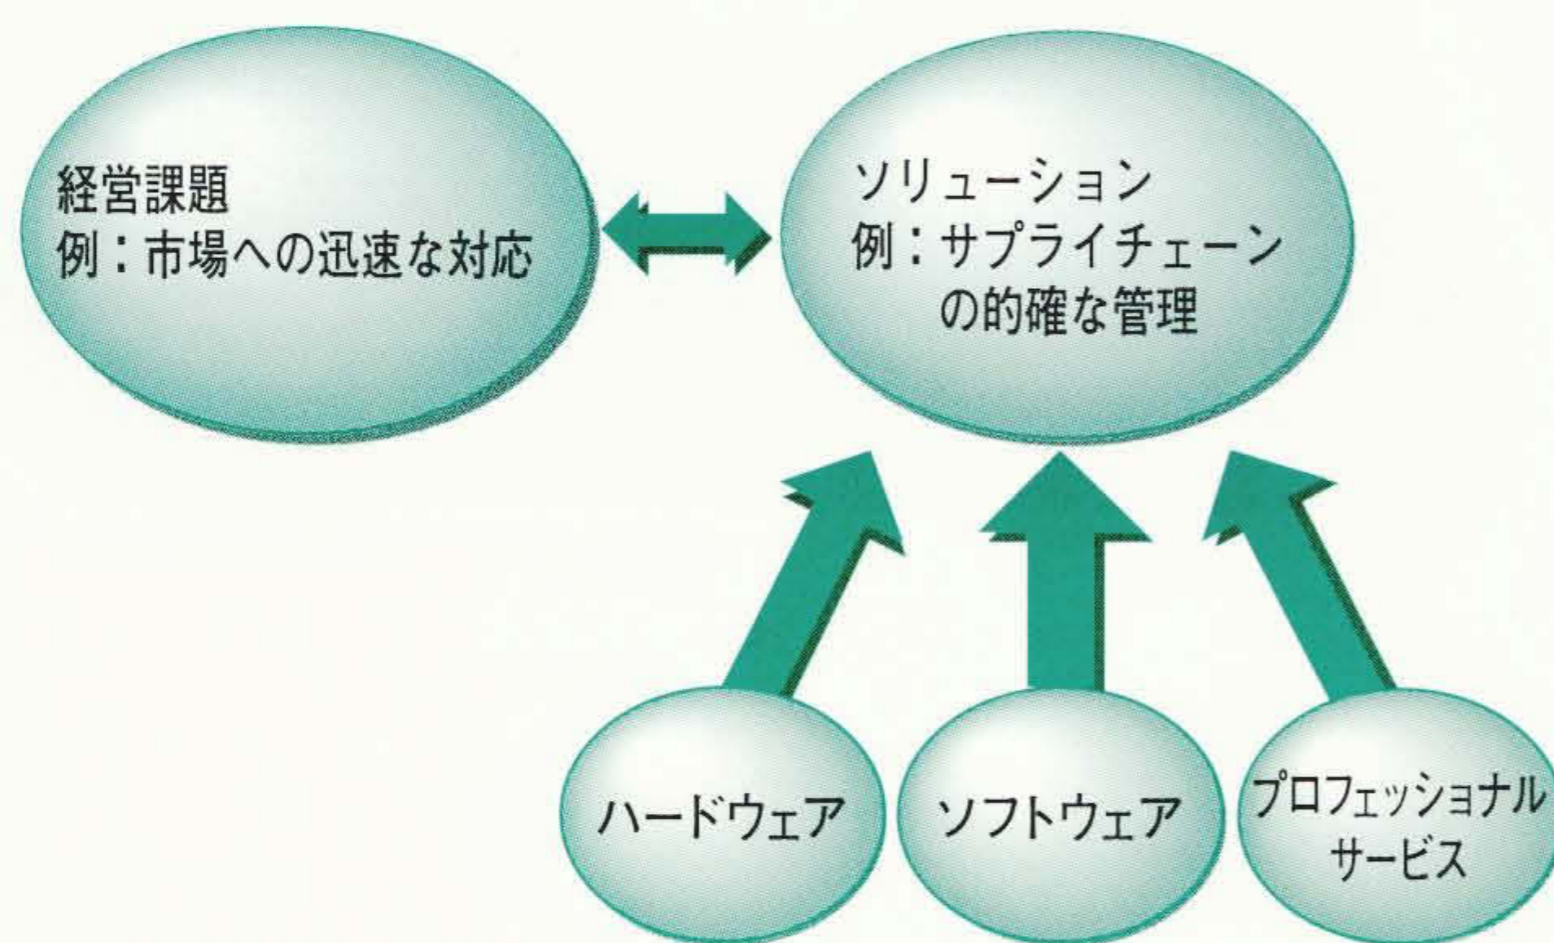 経営課題
例：市場への迅速な対応
ソリューション
例：サプライチェーン
の的確な管理
ハードウェア
ソフトウェア
プロフェッショナル
サービス